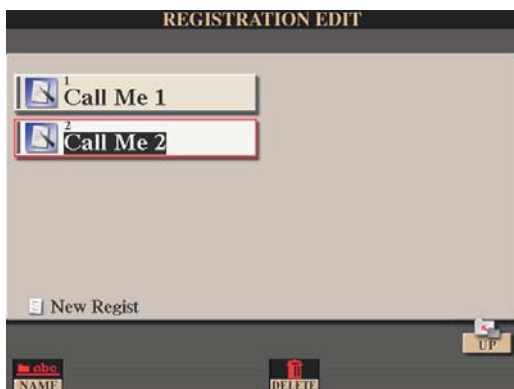 REGISTRATION EDIT
1
Call Me 1
2
Call Me 2
New Regist
UP
abc
NAME
DELETE